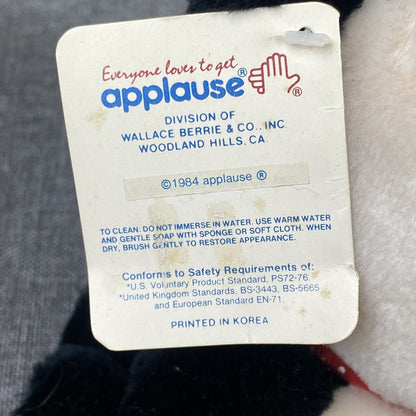 Everyone loves to get
applause®
®
DIVISION OF
WALLACE BERRIE & CO., INC.
WOODLAND HILLS, CA
©1984 applause ®
TO CLEAN: DO NOT IMMERSE IN WATER. USE WARM WATER
AND GENTLE SOAP WITH SPONGE OR SOFT CLOTH. WHEN
DRY, BRUSH GENTLY TO RESTORE APPEARANCE.
Conforms to Safety Requirements of:
*U.S. Voluntary Product Standard, PS72-76,
*United Kingdom Standards, BS-3443, BS-5665
and European Standard EN-71.
PRINTED IN KOREA